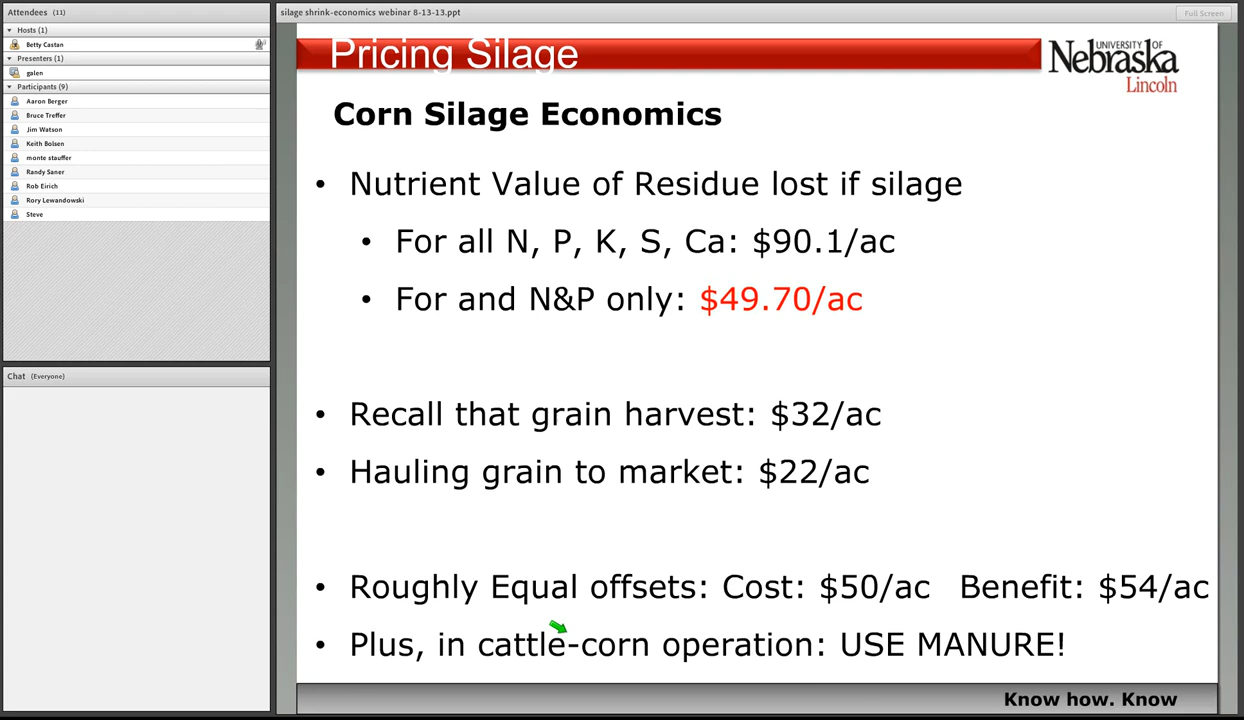 Attendees (11)
Hosts (1)
Betty Castan
Presenters (1)
galen
Participants (9)
Aaron Berger
Bruce Treffer
Jim Watson
Keith Bolsen
monte stauffer
Randy Saner
Rob Eirich
Rory Lewandowski
Steve
Chat (Everyone)
silage shrink-economics webinar 8-13-13.ppt
Full Screen
Pricing Silage
UNIVERSITY OF
Nebraska
Lincoln
Corn Silage Economics
• Nutrient Value of Residue lost if silage
• For all N, P, K, S, Ca: $90.1/ac
• For and N&P only: $49.70/ac
• Recall that grain harvest: $32/ac
• Hauling grain to market: $22/ac
• Roughly Equal offsets: Cost: $50/ac Benefit: $54/ac
• Plus, in cattle-corn operation: USE MANURE!
Know how. Know